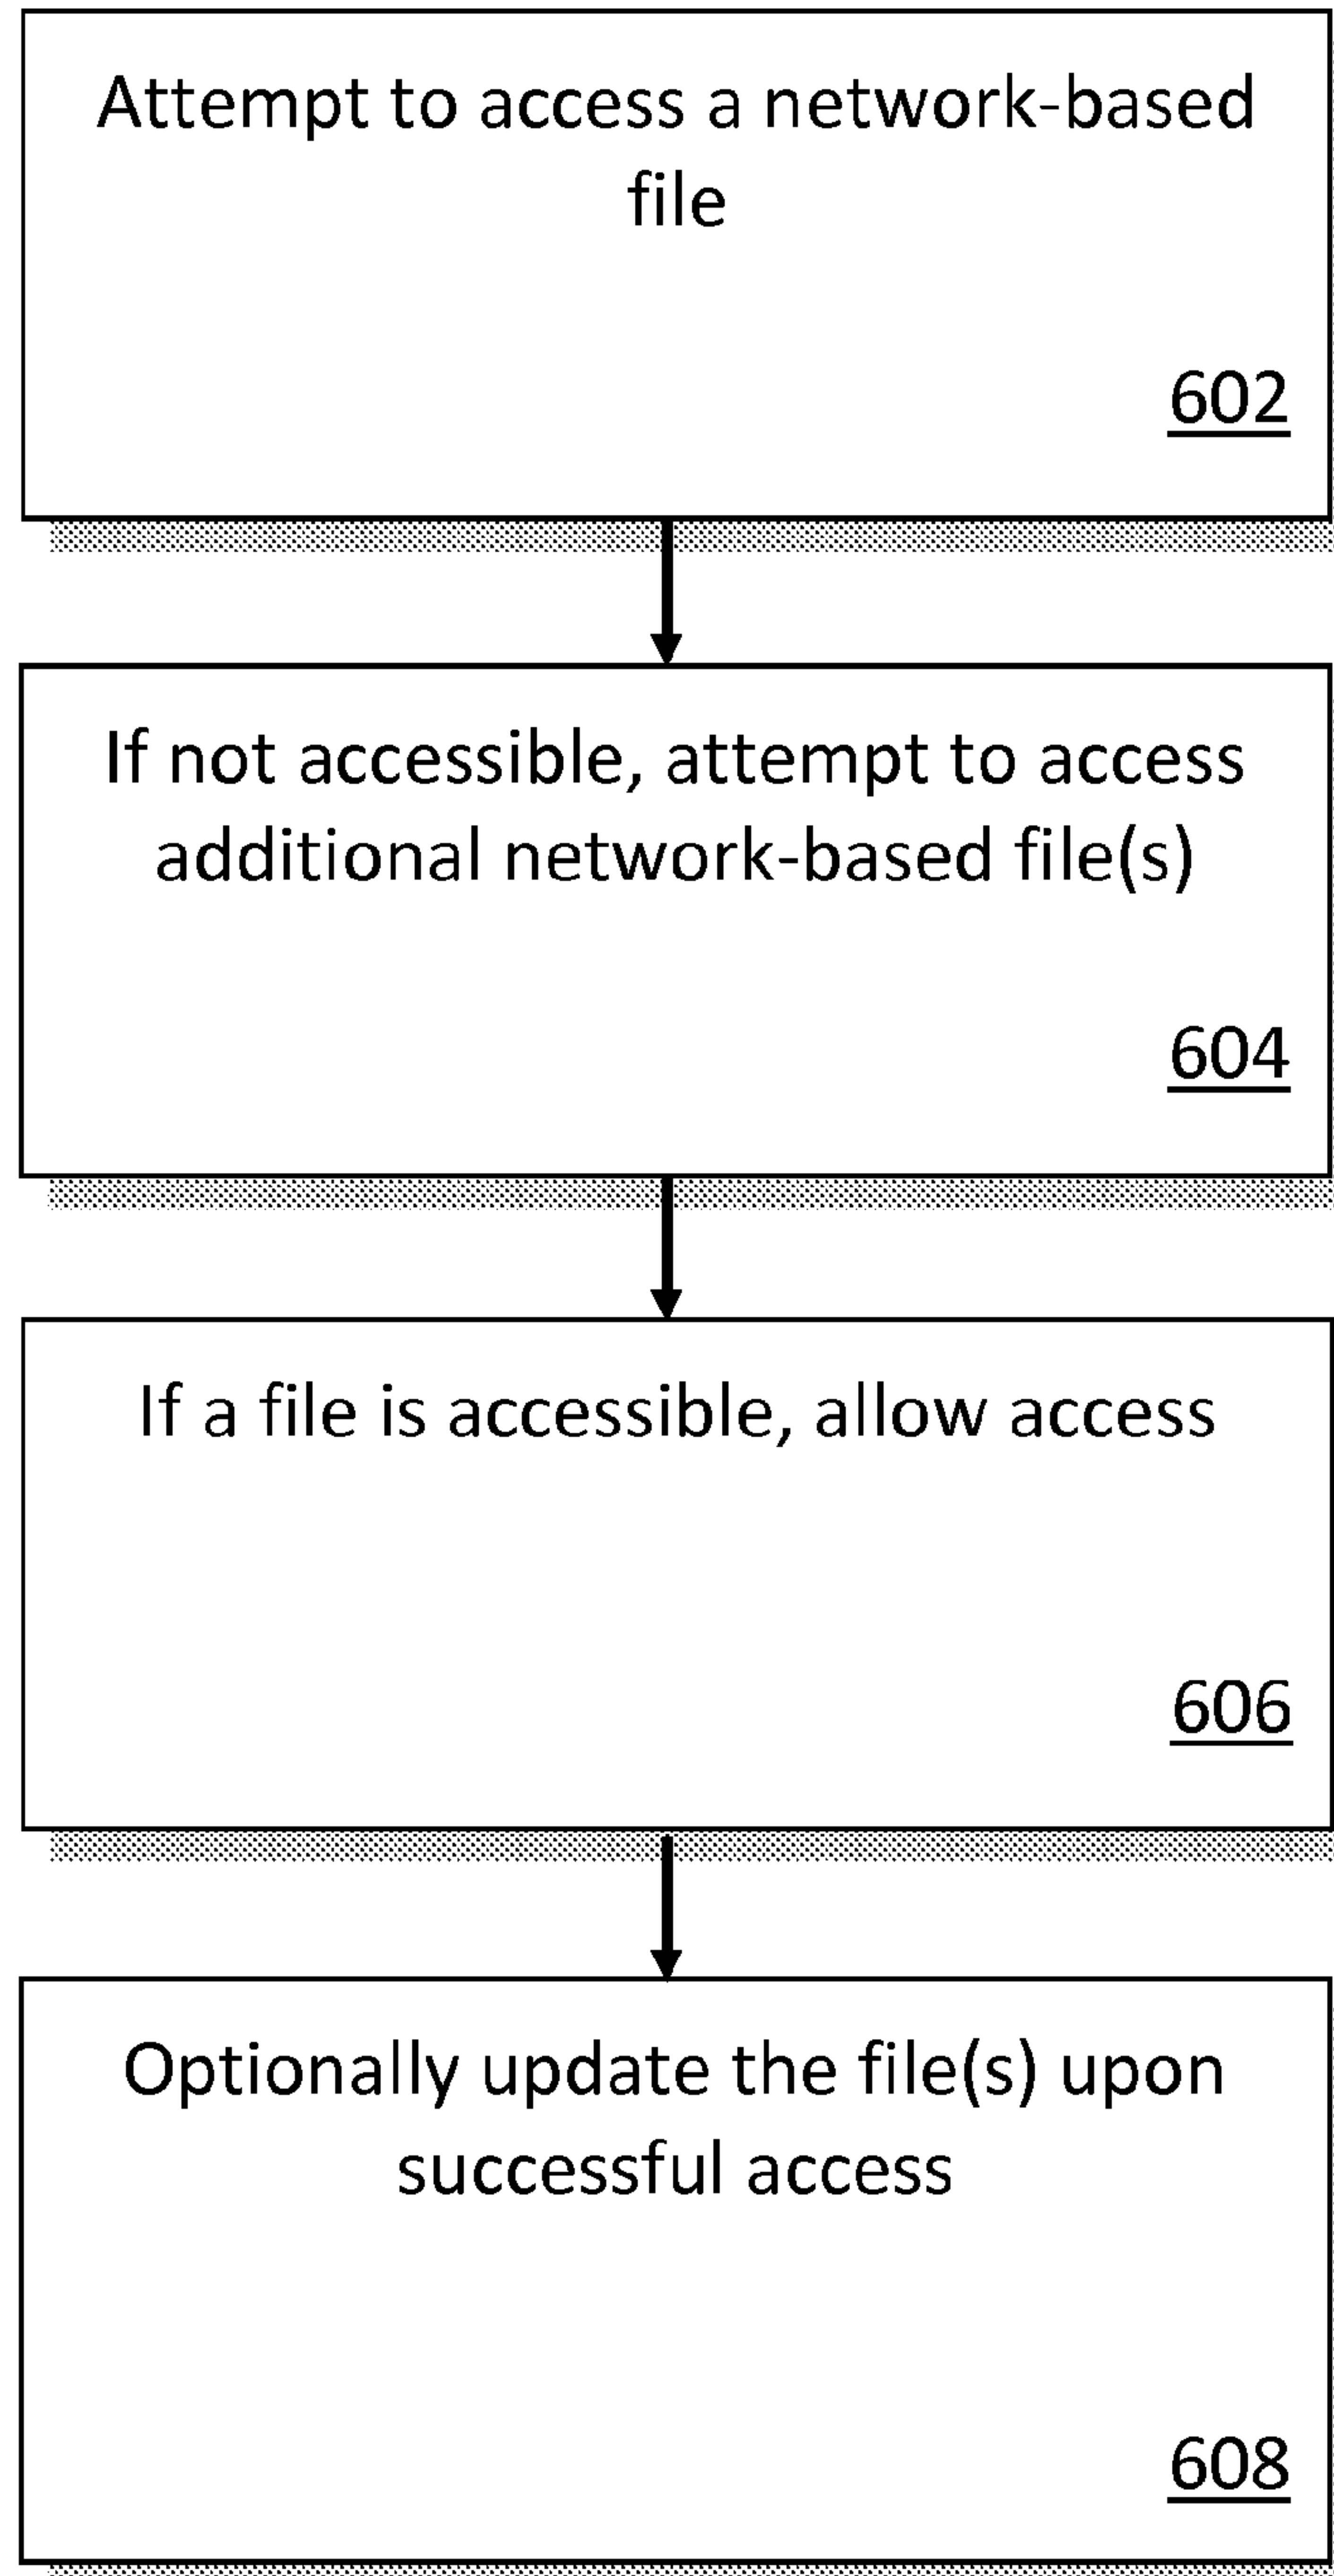 Attempt to access a network-based
file
602
If not accessible, attempt to access
additional network-based file(s)
604
If a file is accessible, allow access
606
Optionally update the file(s) upon
successful access
608